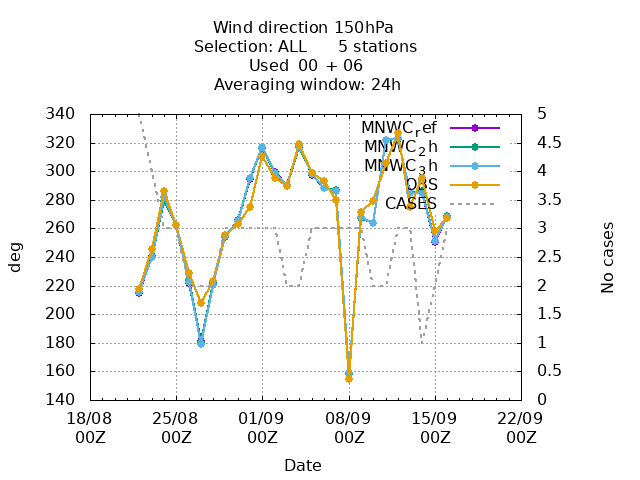 Wind direction 150hPa
Selection: ALL 5 stations
Used 00 + 06
Averaging window: 24h
340 5
320 4.5
300 4
280 3.5
260 3
240 2.5
220 2
200 1.5
180 1
160 0.5
140 0
MNWC_ref
MNWC_2h
MNWC_3h
OBS
CASES
deg
No cases
18/08 25/08 01/09 08/09 15/09 22/09
00Z 00Z 00Z 00Z 00Z 00Z
Date